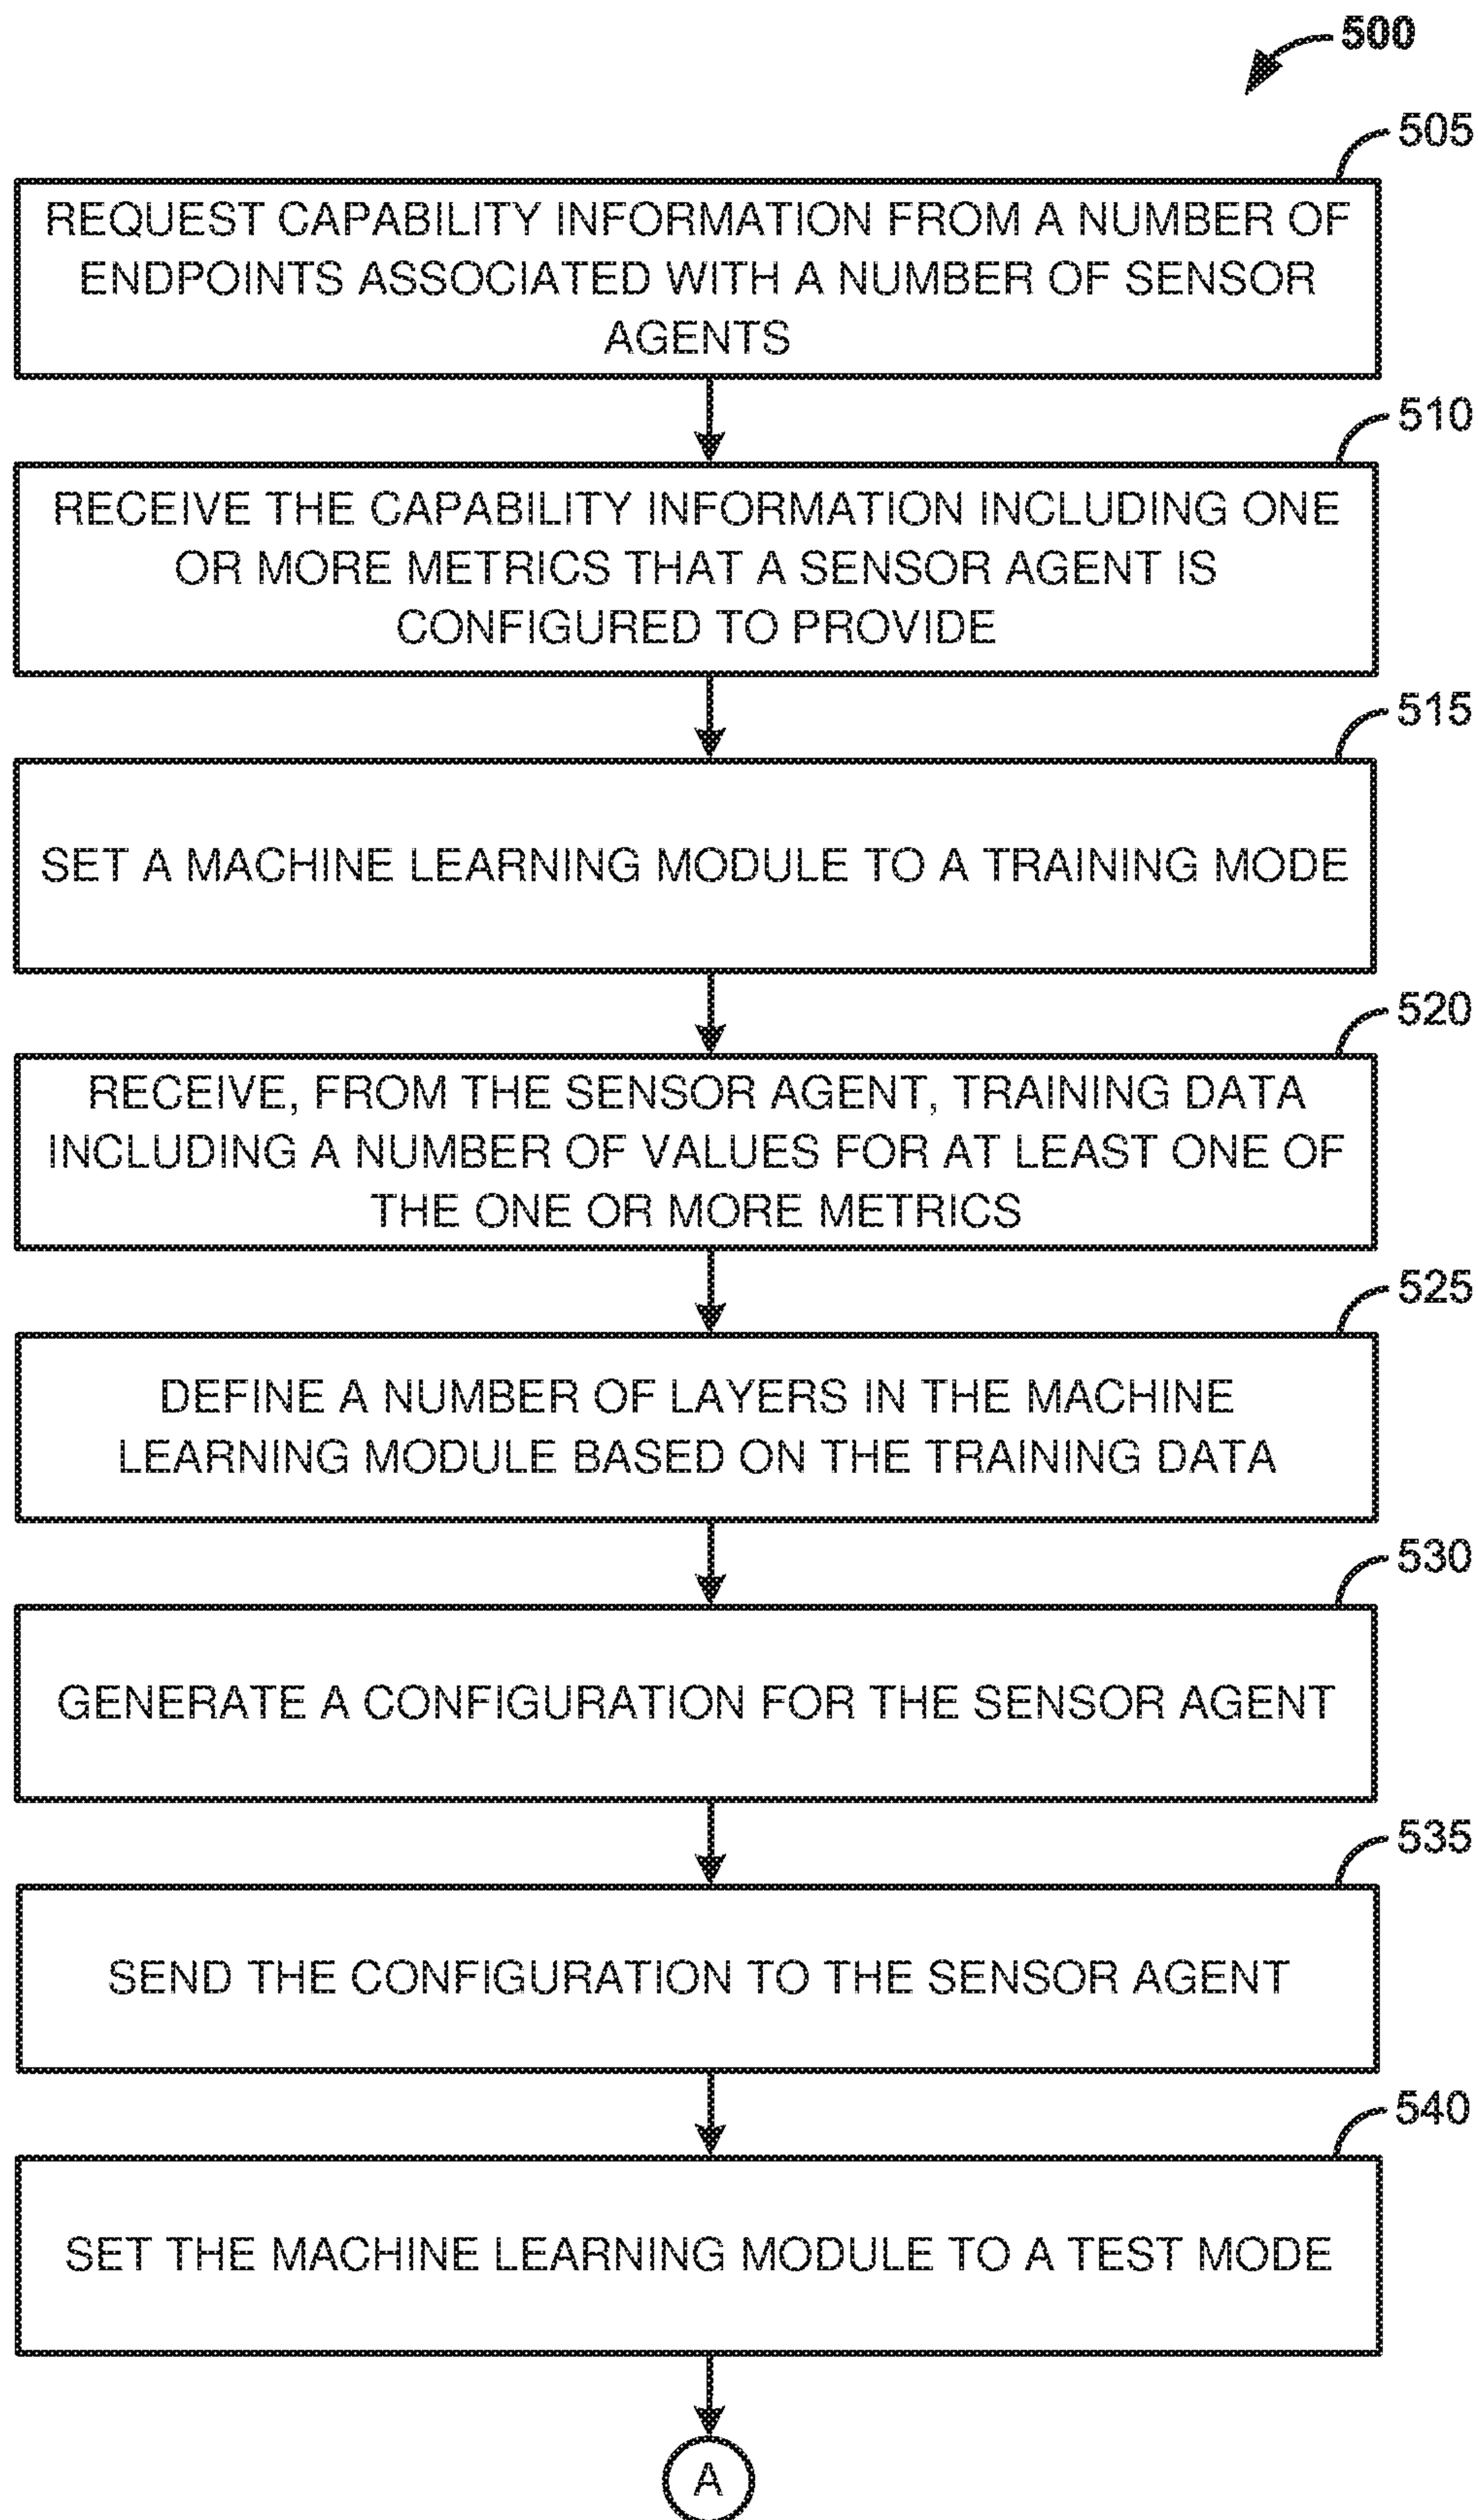 500
505
REQUEST CAPABILITY INFORMATION FROM A NUMBER OF
ENDPOINTS ASSOCIATED WITH A NUMBER OF SENSOR
AGENTS
510
RECEIVE THE CAPABILITY INFORMATION INCLUDING ONE
OR MORE METRICS THAT A SENSOR AGENT IS
CONFIGURED TO PROVIDE
515
SET A MACHINE LEARNING MODULE TO A TRAINING MODE
520
RECEIVE, FROM THE SENSOR AGENT, TRAINING DATA
INCLUDING A NUMBER OF VALUES FOR AT LEAST ONE OF
THE ONE OR MORE METRICS
525
DEFINE A NUMBER OF LAYERS IN THE MACHINE
LEARNING MODULE BASED ON THE TRAINING DATA
530
GENERATE A CONFIGURATION FOR THE SENSOR AGENT
535
SEND THE CONFIGURATION TO THE SENSOR AGENT
540
SET THE MACHINE LEARNING MODULE TO A TEST MODE
A